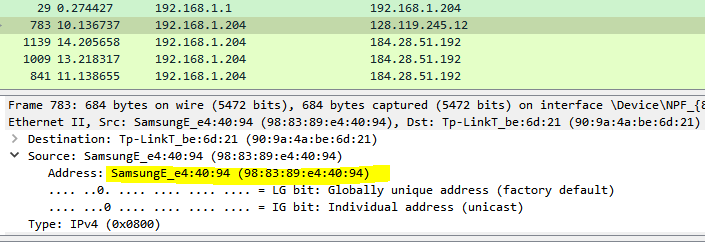 29 0.274427 192.168.1.1 192.168.1.204
783 10.136737 192.168.1.204 128.119.245.12
1139 14.205658 192.168.1.204 184.28.51.192
1009 13.218317 192.168.1.204 184.28.51.192
841 11.138655 192.168.1.204 184.28.51.192
Frame 783: 684 bytes on wire (5472 bits), 684 bytes captured (5472 bits) on interface \Device\NPF_{8
Ethernet II, Src: SamsungE_e4:40:94 (98:83:89:e4:40:94), Dst: Tp-LinkT_be:6d:21 (90:9a:4a:be:6d:21)
Destination: Tp-LinkT_be:6d:21 (90:9a:4a:be:6d:21)
Source: SamsungE_e4:40:94 (98:83:89:e4:40:94)
Address: SamsungE_e4:40:94 (98:83:89:e4:40:94)
.... ..0. .... .... .... .... = LG bit: Globally unique address (factory default)
.... ...0 .... .... .... .... = IG bit: Individual address (unicast)
Type: IPv4 (0x0800)